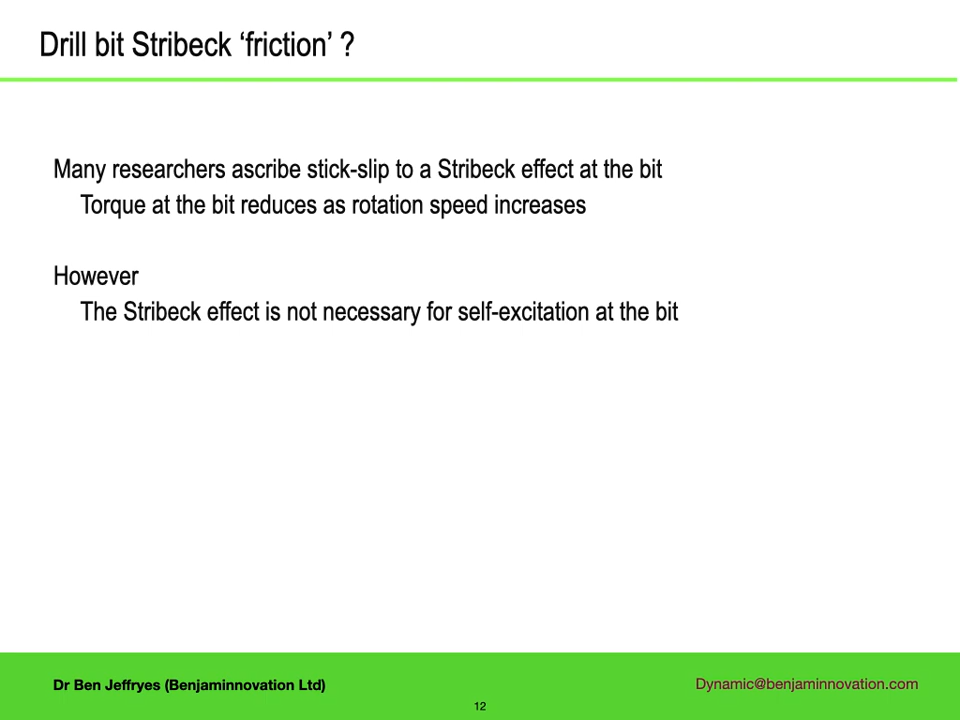 Drill bit Stribeck ‘friction’ ?
Many researchers ascribe stick-slip to a Stribeck effect at the bit
Torque at the bit reduces as rotation speed increases
However
The Stribeck effect is not necessary for self-excitation at the bit
Dr Ben Jeffryes (Benjaminnovation Ltd)
Dynamic@benjaminnovation.com
12